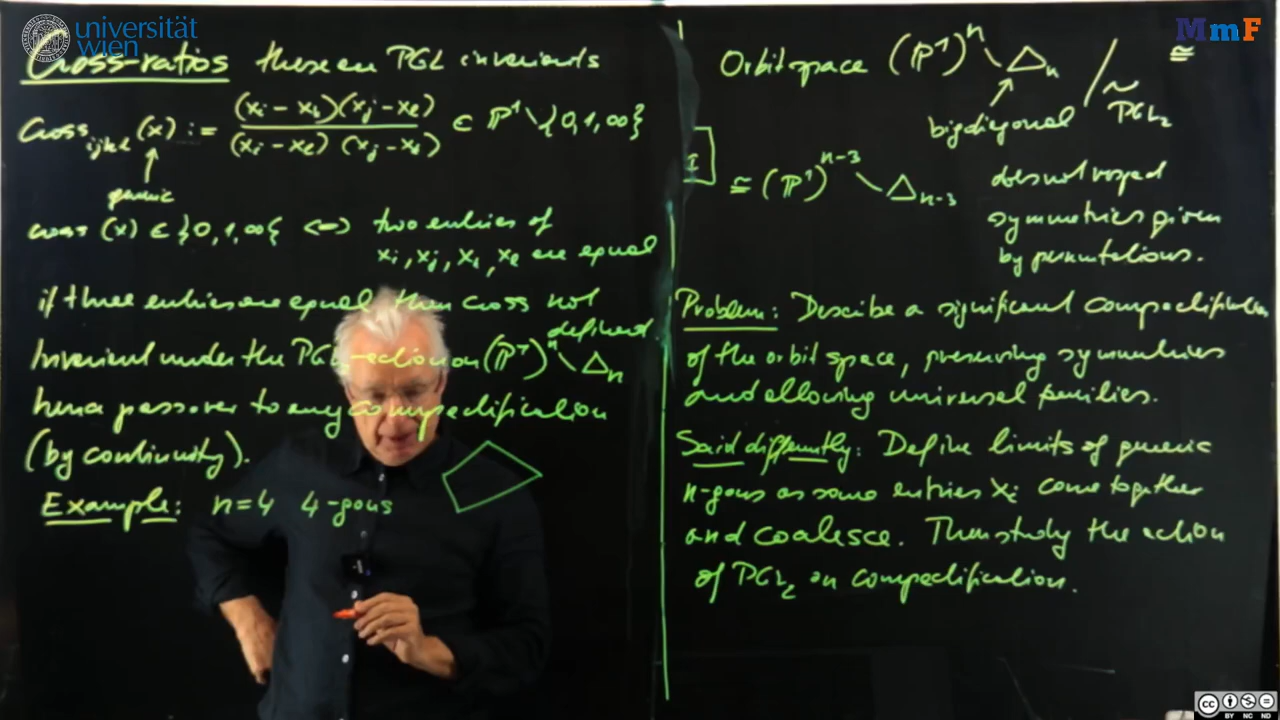 universität
wien
Cross-ratios these are PGL invariants
Cross_ijkl (x) := (x_i − x_k)(x_j − x_l) / (x_i − x_l)(x_j − x_k) ∈ ℙ¹ \ {0, 1, ∞}
generic
cross (x) ∈ {0, 1, ∞} ⇔ two entries of
x_i, x_j, x_k, x_l are equal
if three entries are equal then cross not
defined.
Invariant under the PGL-action on (ℙ¹)ⁿ \ Δ_n
hence pass over to any compactification
(by continuity).
Example: n=4 4-gons
MmF
Orbit space (ℙ¹)ⁿ \ Δ_n / ~ PGL₂ ≅
big diagonal
≅ (ℙ¹)ⁿ⁻³ \ Δ_n-3
does not respect
symmetries given
by permutations.
Problem: Describe a significant compactification
of the orbit space, preserving symmetries
and allowing universal families.
Said differently: Define limits of generic
n-gons as some entries x_i come together
and coalesce. Then study the action
of PGL₂ on compactification.
CC BY NC ND